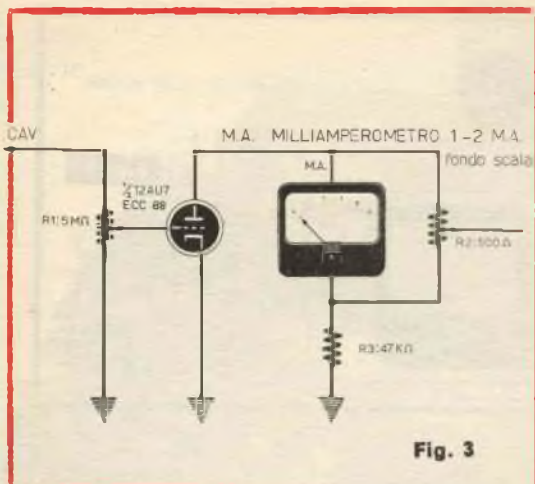 CAV
M.A. MILLIAMPEROMETRO 1-2 M.A.
fondo scala
M.A.
½ 12AU7
ECC 88
R1:5MΩ
R2:500Ω
R3:47KΩ
Fig. 3